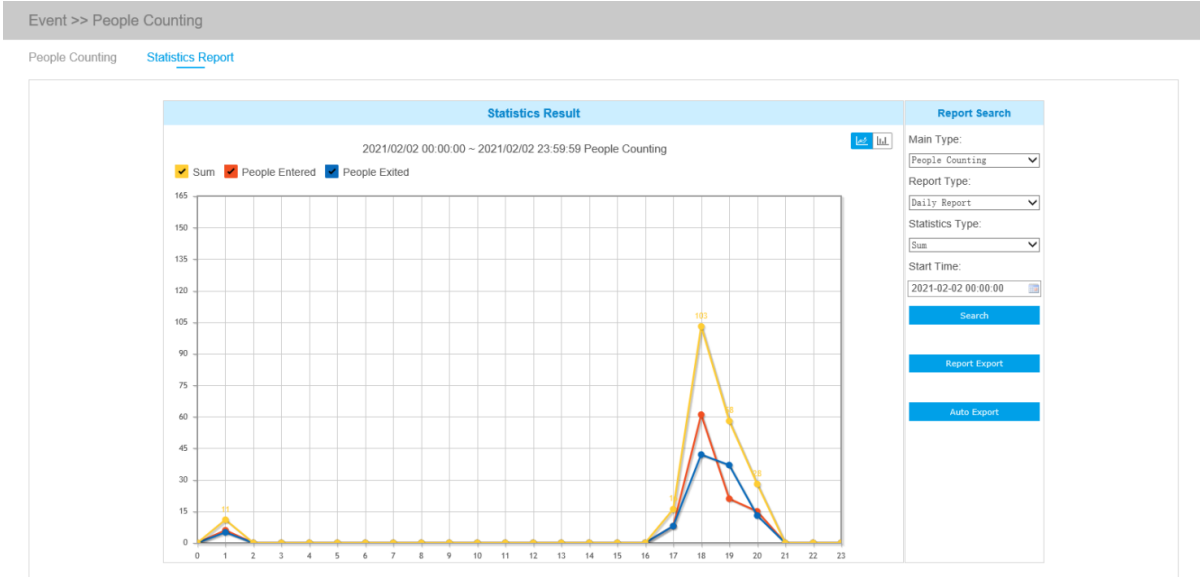 Event >> People Counting
People Counting Statistics Report
Statistics Result
2021/02/02 00:00:00 ~ 2021/02/02 23:59:59 People Counting
Sum People Entered People Exited
165
150
135
120
105
90
75
60
45
30
15
0
103
11
0 1 2 3 4 5 6 7 8 9 10 11 12 13 14 15 16 17 18 19 20 21 22 23
Report Search
Main Type:
People Counting
Report Type:
Daily Report
Statistics Type:
Sum
Start Time:
2021-02-02 00:00:00
Search
Report Export
Auto Export